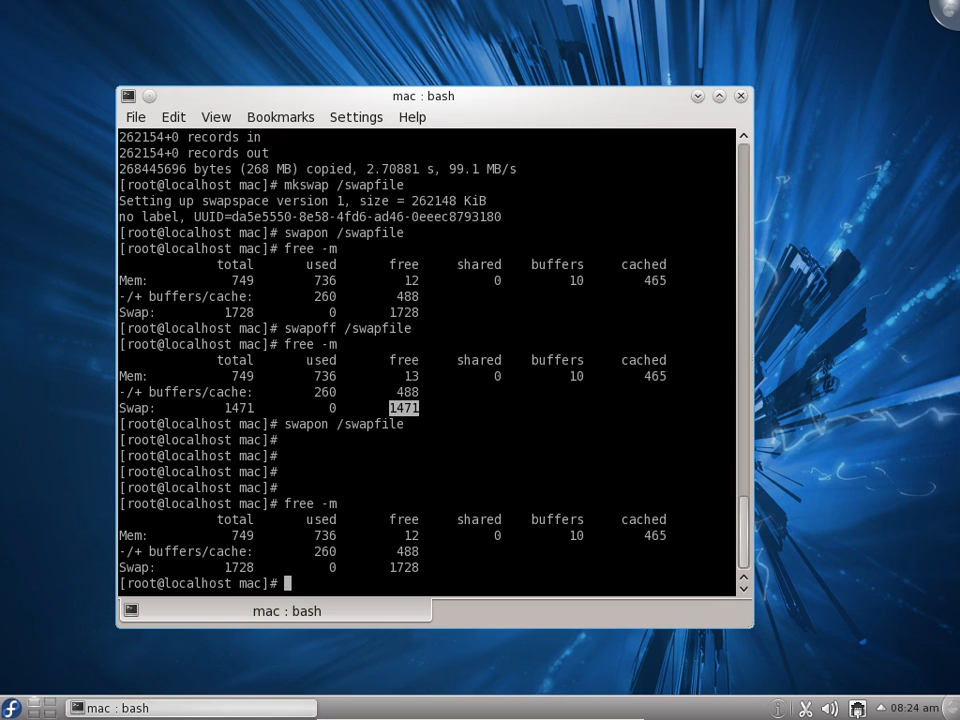 mac : bash
File Edit View Bookmarks Settings Help
262154+0 records in
262154+0 records out
268445696 bytes (268 MB) copied, 2.70881 s, 99.1 MB/s
[root@localhost mac]# mkswap /swapfile
Setting up swapspace version 1, size = 262148 KiB
no label, UUID=da5e5550-8e58-4fd6-ad46-0eeec8793180
[root@localhost mac]# swapon /swapfile
[root@localhost mac]# free -m
total used free shared buffers cached
Mem: 749 736 12 0 10 465
-/+ buffers/cache: 260 488
Swap: 1728 0 1728
[root@localhost mac]# swapoff /swapfile
[root@localhost mac]# free -m
total used free shared buffers cached
Mem: 749 736 13 0 10 465
-/+ buffers/cache: 260 488
Swap: 1471 0 1471
[root@localhost mac]# swapon /swapfile
[root@localhost mac]#
[root@localhost mac]#
[root@localhost mac]#
[root@localhost mac]#
[root@localhost mac]# free -m
total used free shared buffers cached
Mem: 749 736 12 0 10 465
-/+ buffers/cache: 260 488
Swap: 1728 0 1728
[root@localhost mac]#
mac : bash
mac : bash 08:24 am